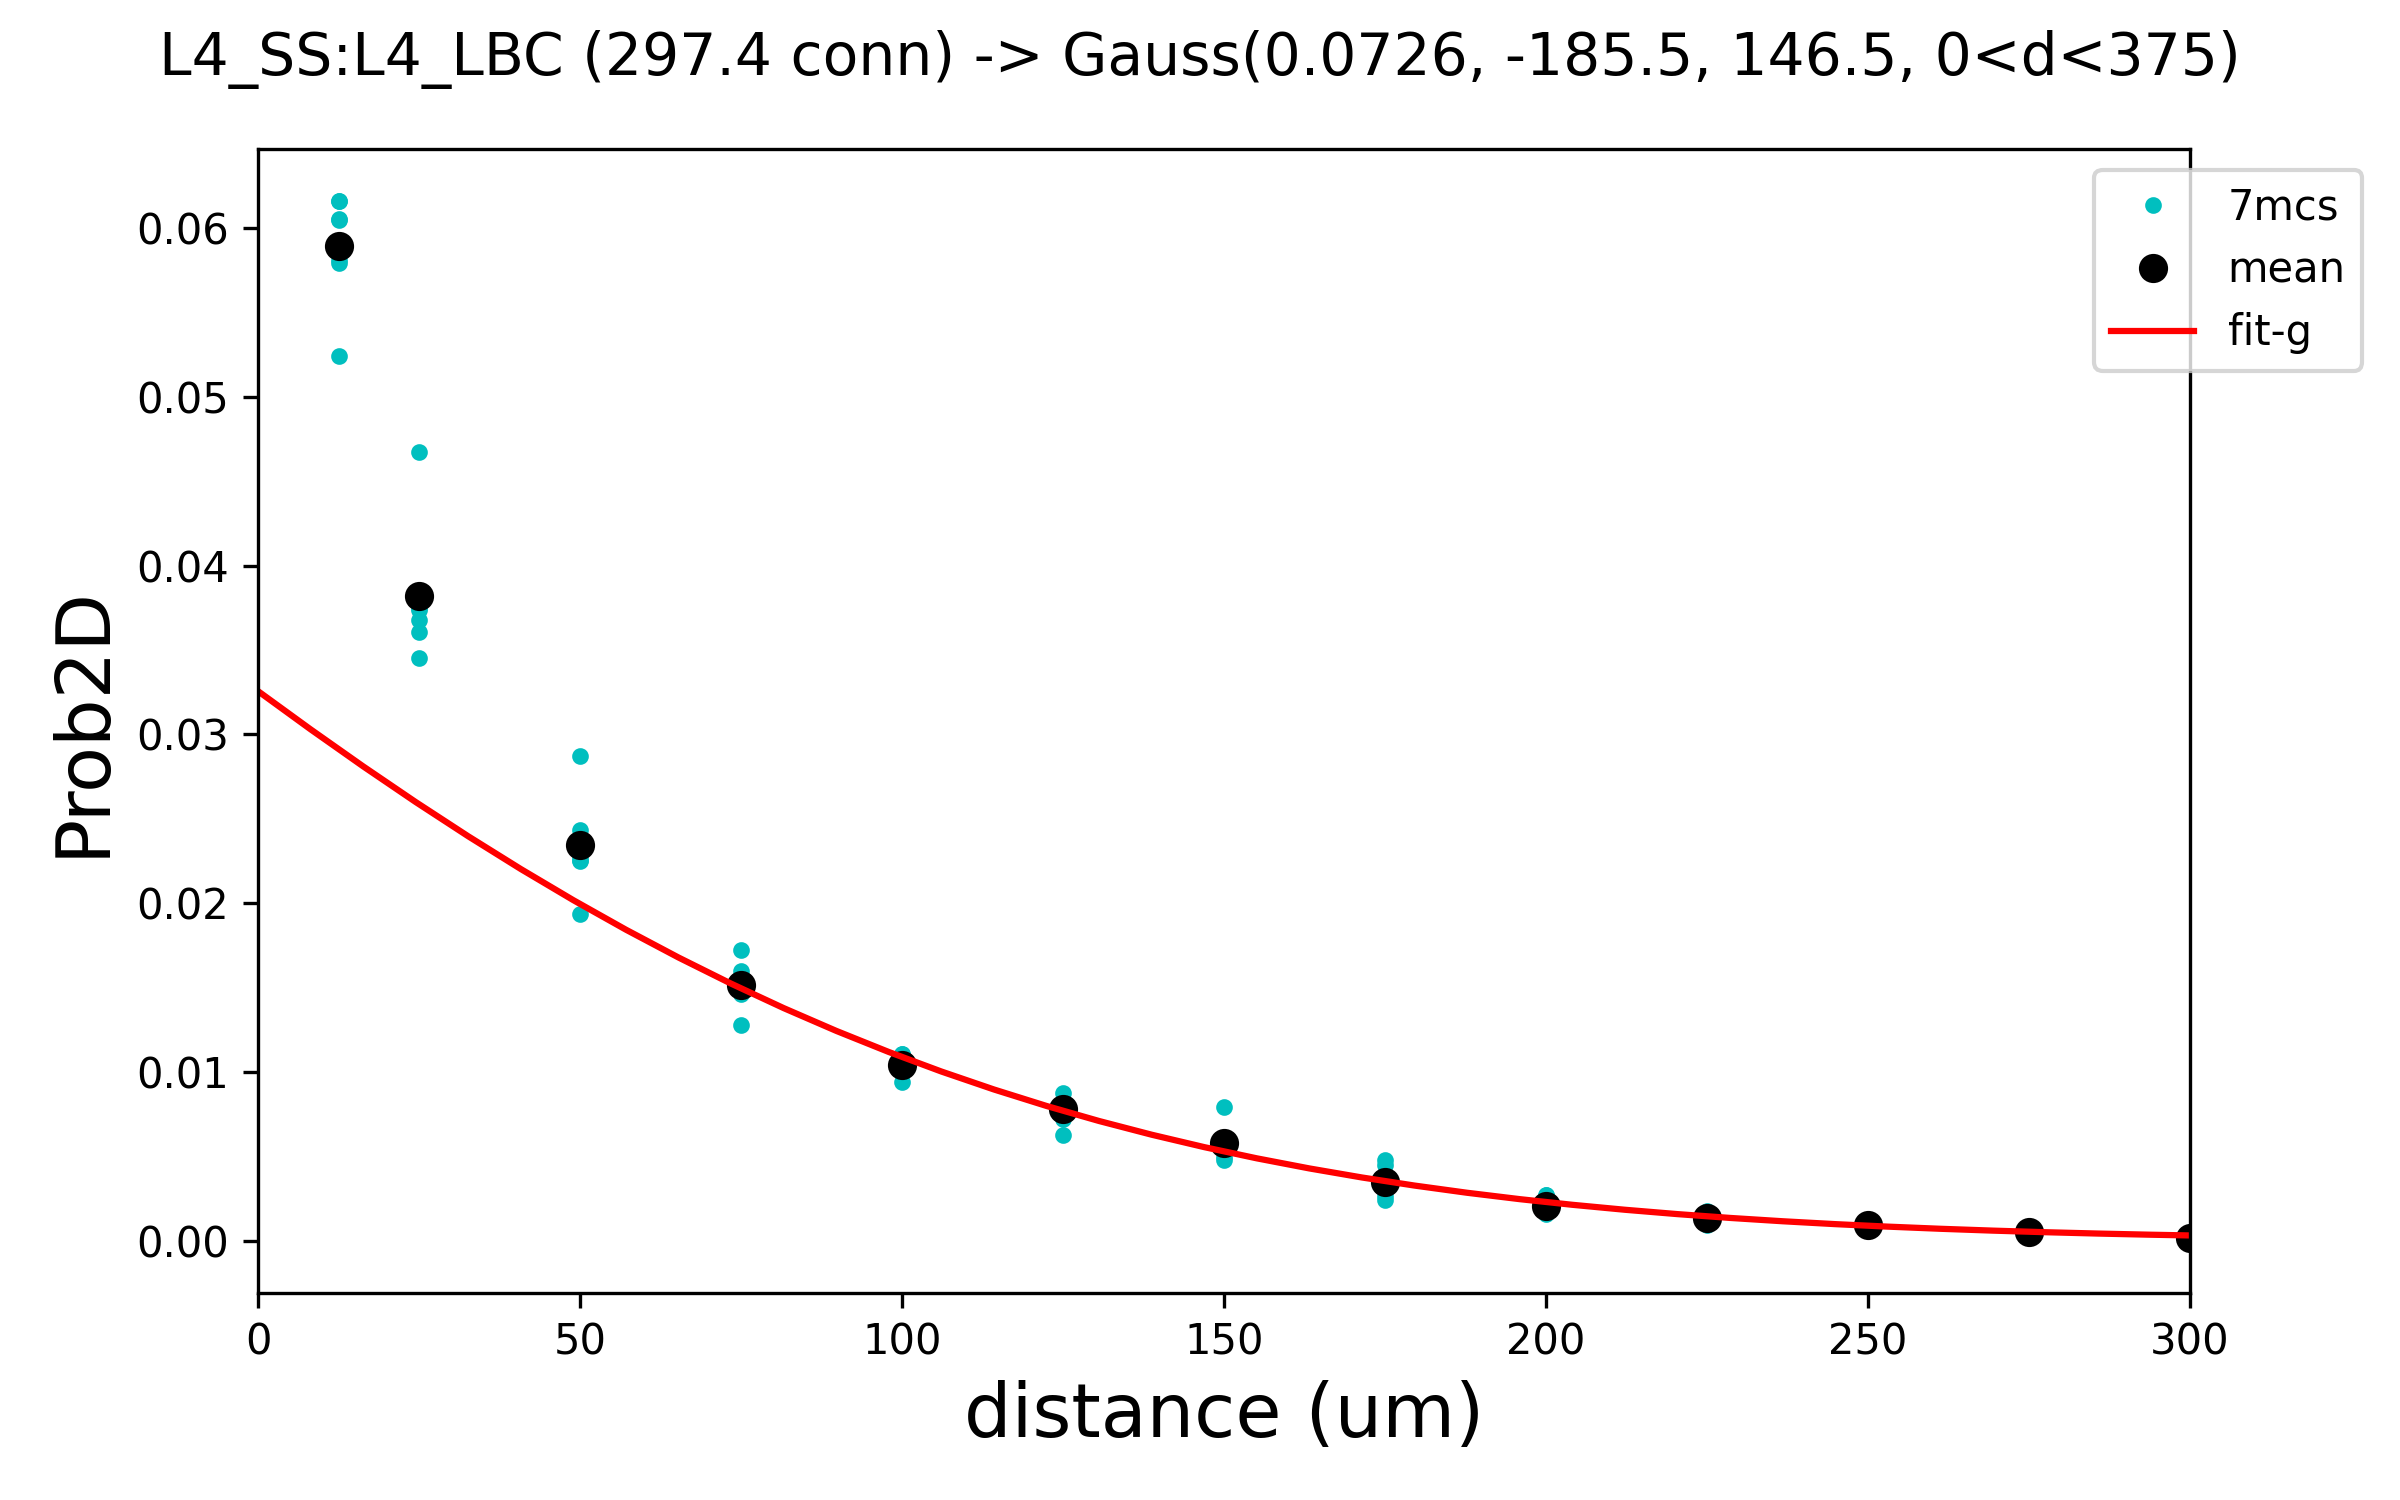 L4_SS:L4_LBC (297.4 conn) -> Gauss(0.0726, -185.5, 146.5, 0<d<375)
7mcs
mean
fit-g
0.06
0.05
0.04
0.03
0.02
0.01
0.00
Prob2D
0 50 100 150 200 250 300
distance (um)